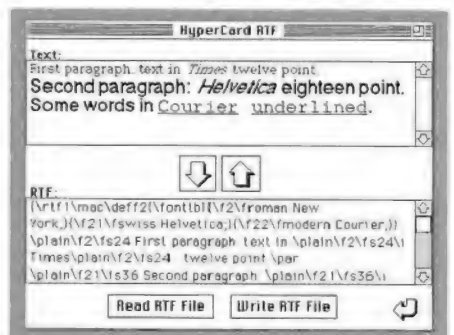 HyperCard RTF
Text:
First paragraph. text in Times twelve point
Second paragraph: Helvetica eighteen point.
Some words in Courier underlined.
RTF:
{\rtf1\mac\deff2{\fonttbl{\f2\froman New
York;}{\f21\fswiss Helvetica;}{\f22\fmodern Courier;}}
\plain\f2\fs24 First paragraph text in \plain\f2\fs24\i
Times\plain\f2\fs24 twelve point \par
\plain\f21\fs36 Second paragraph \plain\f21\fs36\i
Read RTF File
Write RTF File